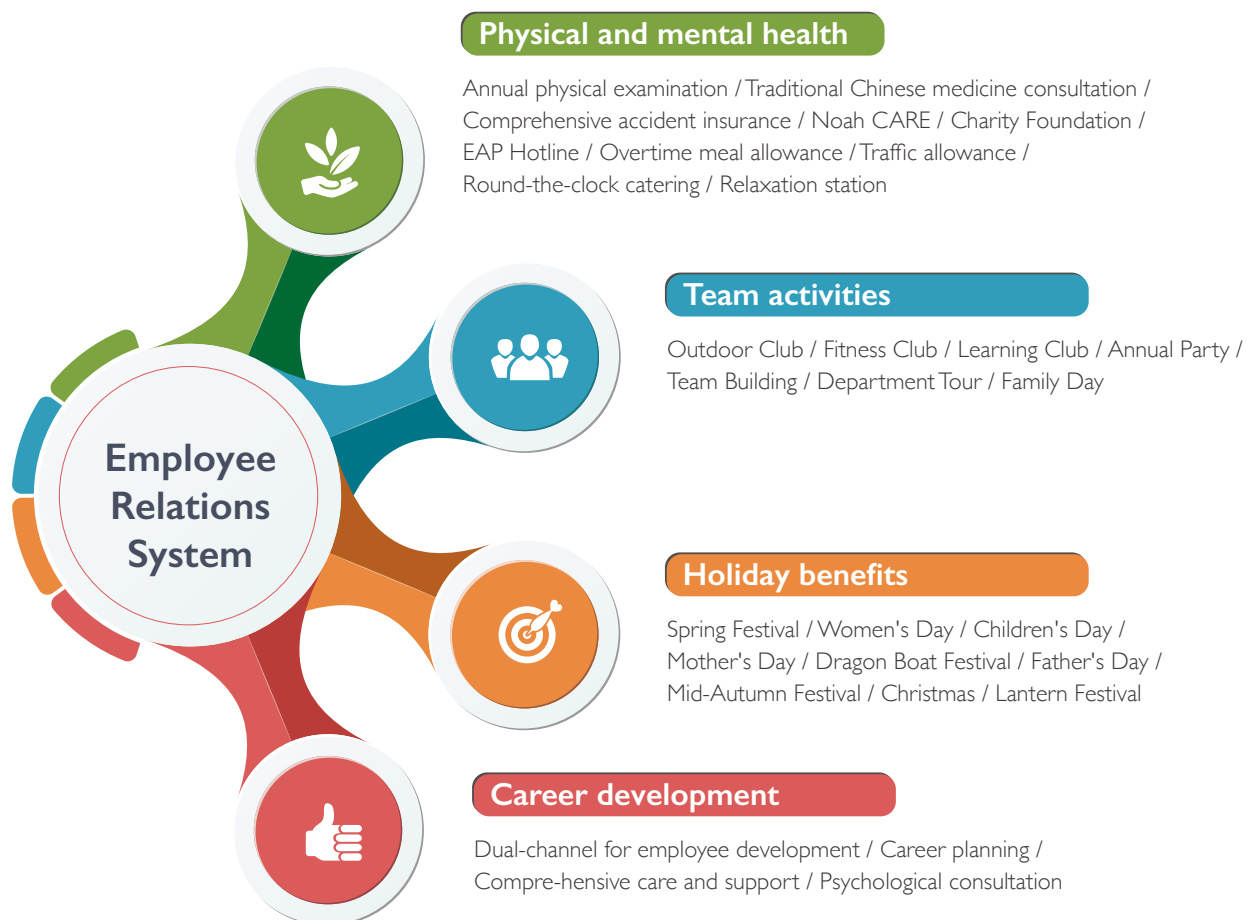 Physical and mental health
Annual physical examination / Traditional Chinese medicine consultation /
Comprehensive accident insurance / Noah CARE / Charity Foundation /
EAP Hotline / Overtime meal allowance / Traffic allowance /
Round-the-clock catering / Relaxation station
Team activities
Outdoor Club / Fitness Club / Learning Club / Annual Party /
Team Building / Department Tour / Family Day
Employee
Relations
System
Holiday benefits
Spring Festival / Women's Day / Children's Day /
Mother's Day / Dragon Boat Festival / Father's Day /
Mid-Autumn Festival / Christmas / Lantern Festival
Career development
Dual-channel for employee development / Career planning /
Compre-hensive care and support / Psychological consultation